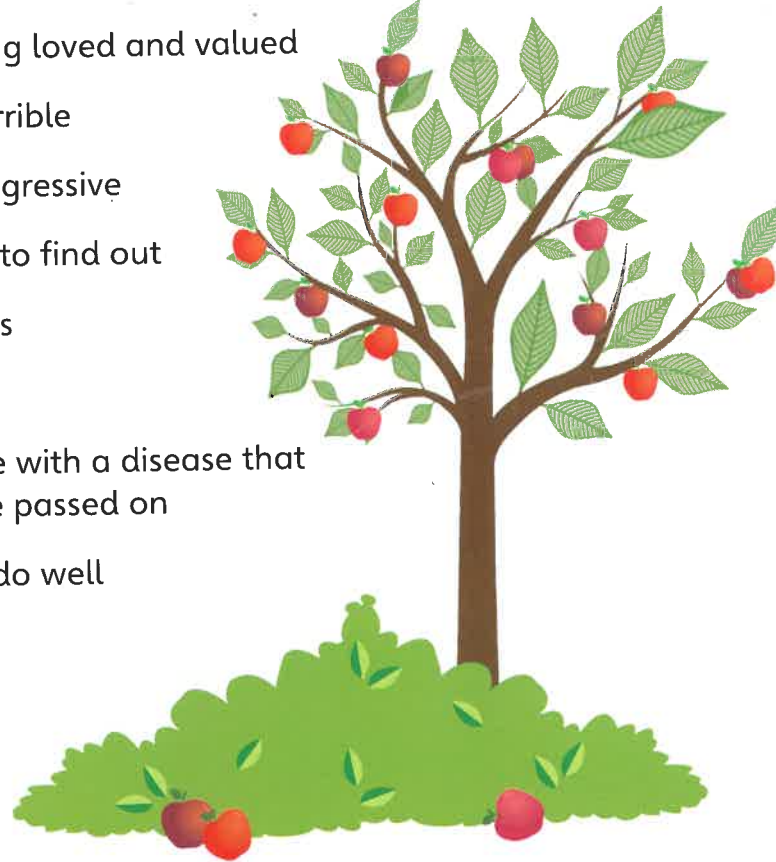 g loved and valued
rrible
gressive
to find out
s
e with a disease that
e passed on
do well